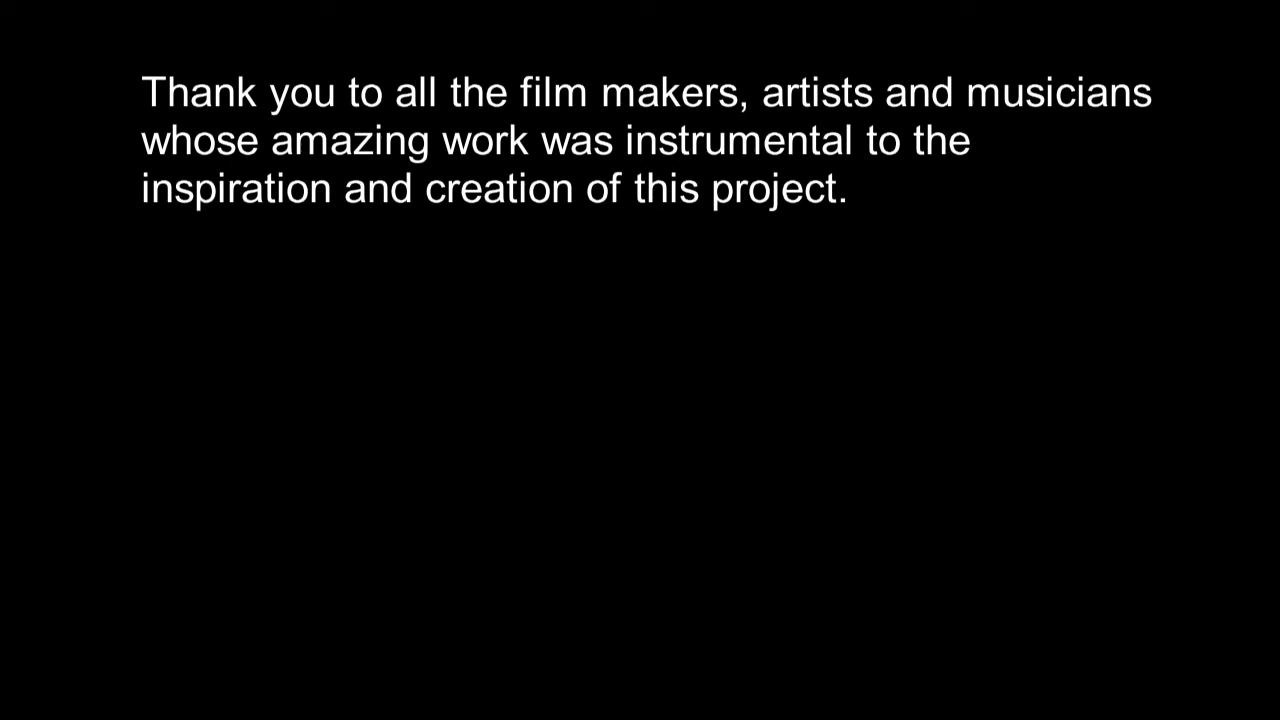 Thank you to all the film makers, artists and musicians
whose amazing work was instrumental to the
inspiration and creation of this project.